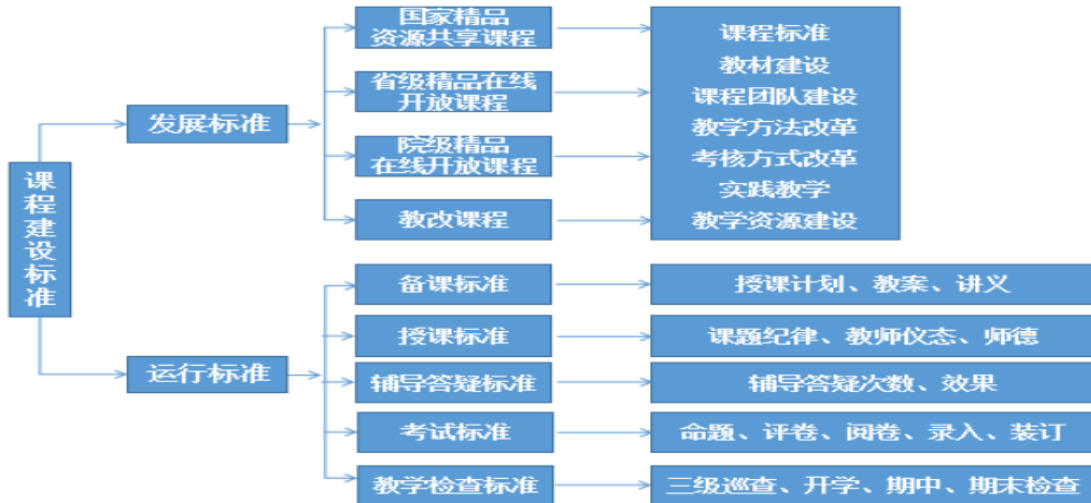 课程建设标准
发展标准
国家精品
资源共享课程
省级精品在线
开放课程
院级精品
在线开放课程
教改课程
课程标准
教材建设
课程团队建设
教学方法改革
考核方式改革
实践教学
教学资源建设
运行标准
备课标准
授课计划、教案、讲义
授课标准
课题纪律、教师仪态、师德
辅导答疑标准
辅导答疑次数、效果
考试标准
命题、评卷、阅卷、录入、装订
教学检查标准
三级巡查、开学、期中、期末检查